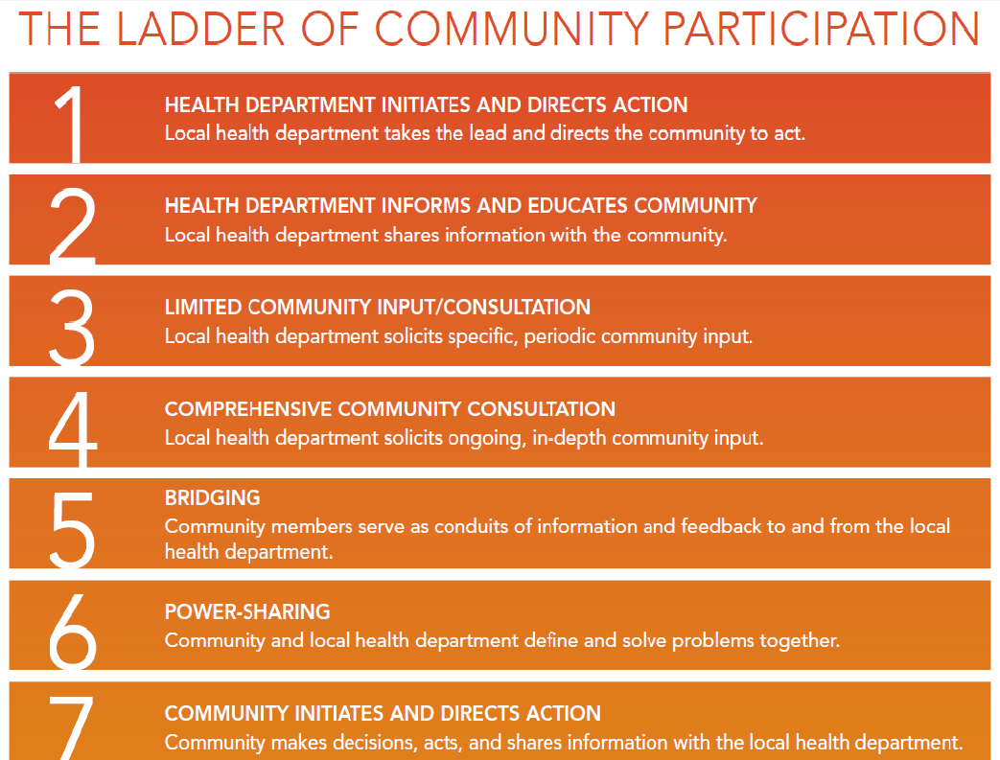 THE LADDER OF COMMUNITY PARTICIPATION
1
HEALTH DEPARTMENT INITIATES AND DIRECTS ACTION
Local health department takes the lead and directs the community to act.
2
HEALTH DEPARTMENT INFORMS AND EDUCATES COMMUNITY
Local health department shares information with the community.
3
LIMITED COMMUNITY INPUT/CONSULTATION
Local health department solicits specific, periodic community input.
4
COMPREHENSIVE COMMUNITY CONSULTATION
Local health department solicits ongoing, in-depth community input.
5
BRIDGING
Community members serve as conduits of information and feedback to and from the local
health department.
6
POWER-SHARING
Community and local health department define and solve problems together.
7
COMMUNITY INITIATES AND DIRECTS ACTION
Community makes decisions, acts, and shares information with the local health department.